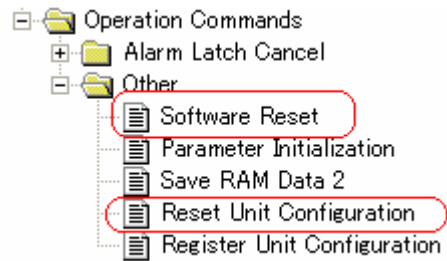 Operation Commands
Alarm Latch Cancel
Other
Software Reset
Parameter Initialization
Save RAM Data 2
Reset Unit Configuration
Register Unit Configuration